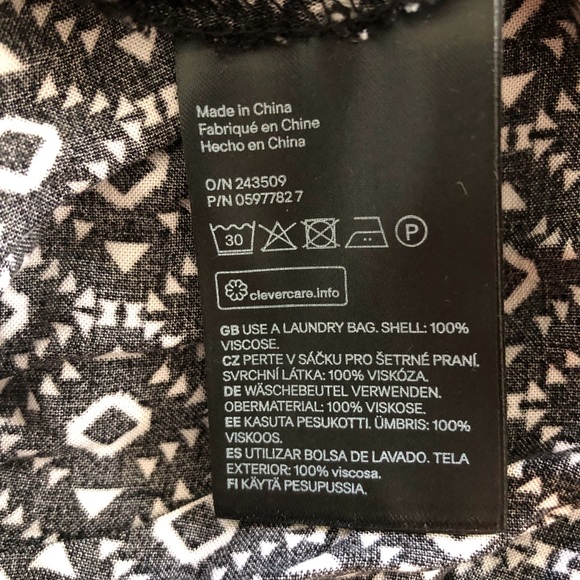 Made in China
Fabriqué en Chine
Hecho en China
O/N 243509
P/N 0597782 7
30 P
clevercare.info
GB USE A LAUNDRY BAG. SHELL: 100%
VISCOSE.
CZ PERTE V SÁČKU PRO ŠETRNÉ PRANÍ.
SVRCHNÍ LÁTKA: 100% VISKÓZA.
DE WÄSCHEBEUTEL VERWENDEN.
OBERMATERIAL: 100% VISKOSE.
EE KASUTA PESUKOTTI. ÜMBRIS: 100%
VISKOOS.
ES UTILIZAR BOLSA DE LAVADO. TELA
EXTERIOR: 100% viscosa.
FI KÄYTÄ PESUPUSSIA.